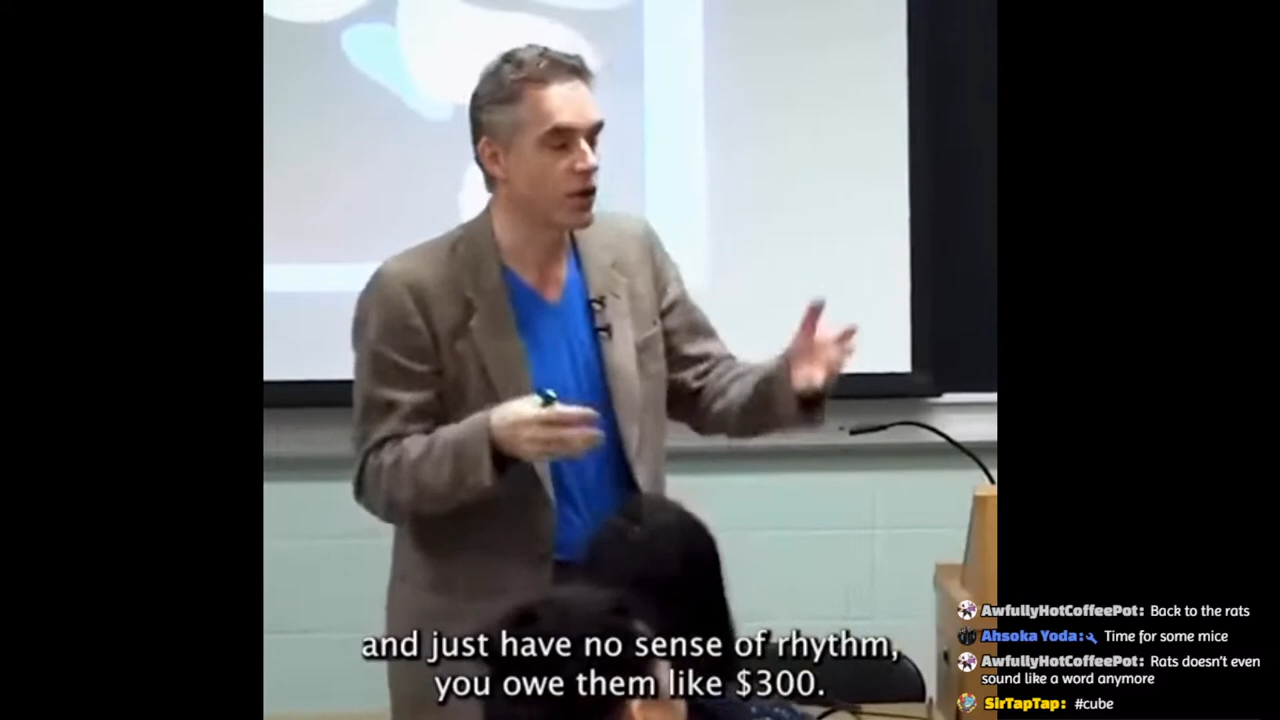 and just have no sense of rhythm,
you owe them like $300.
AwfullyHotCoffeePot: Back to the rats
Ahsoka Yoda: Time for some mice
AwfullyHotCoffeePot: Rats doesn't even
sound like a word anymore
SirTapTap: #cube